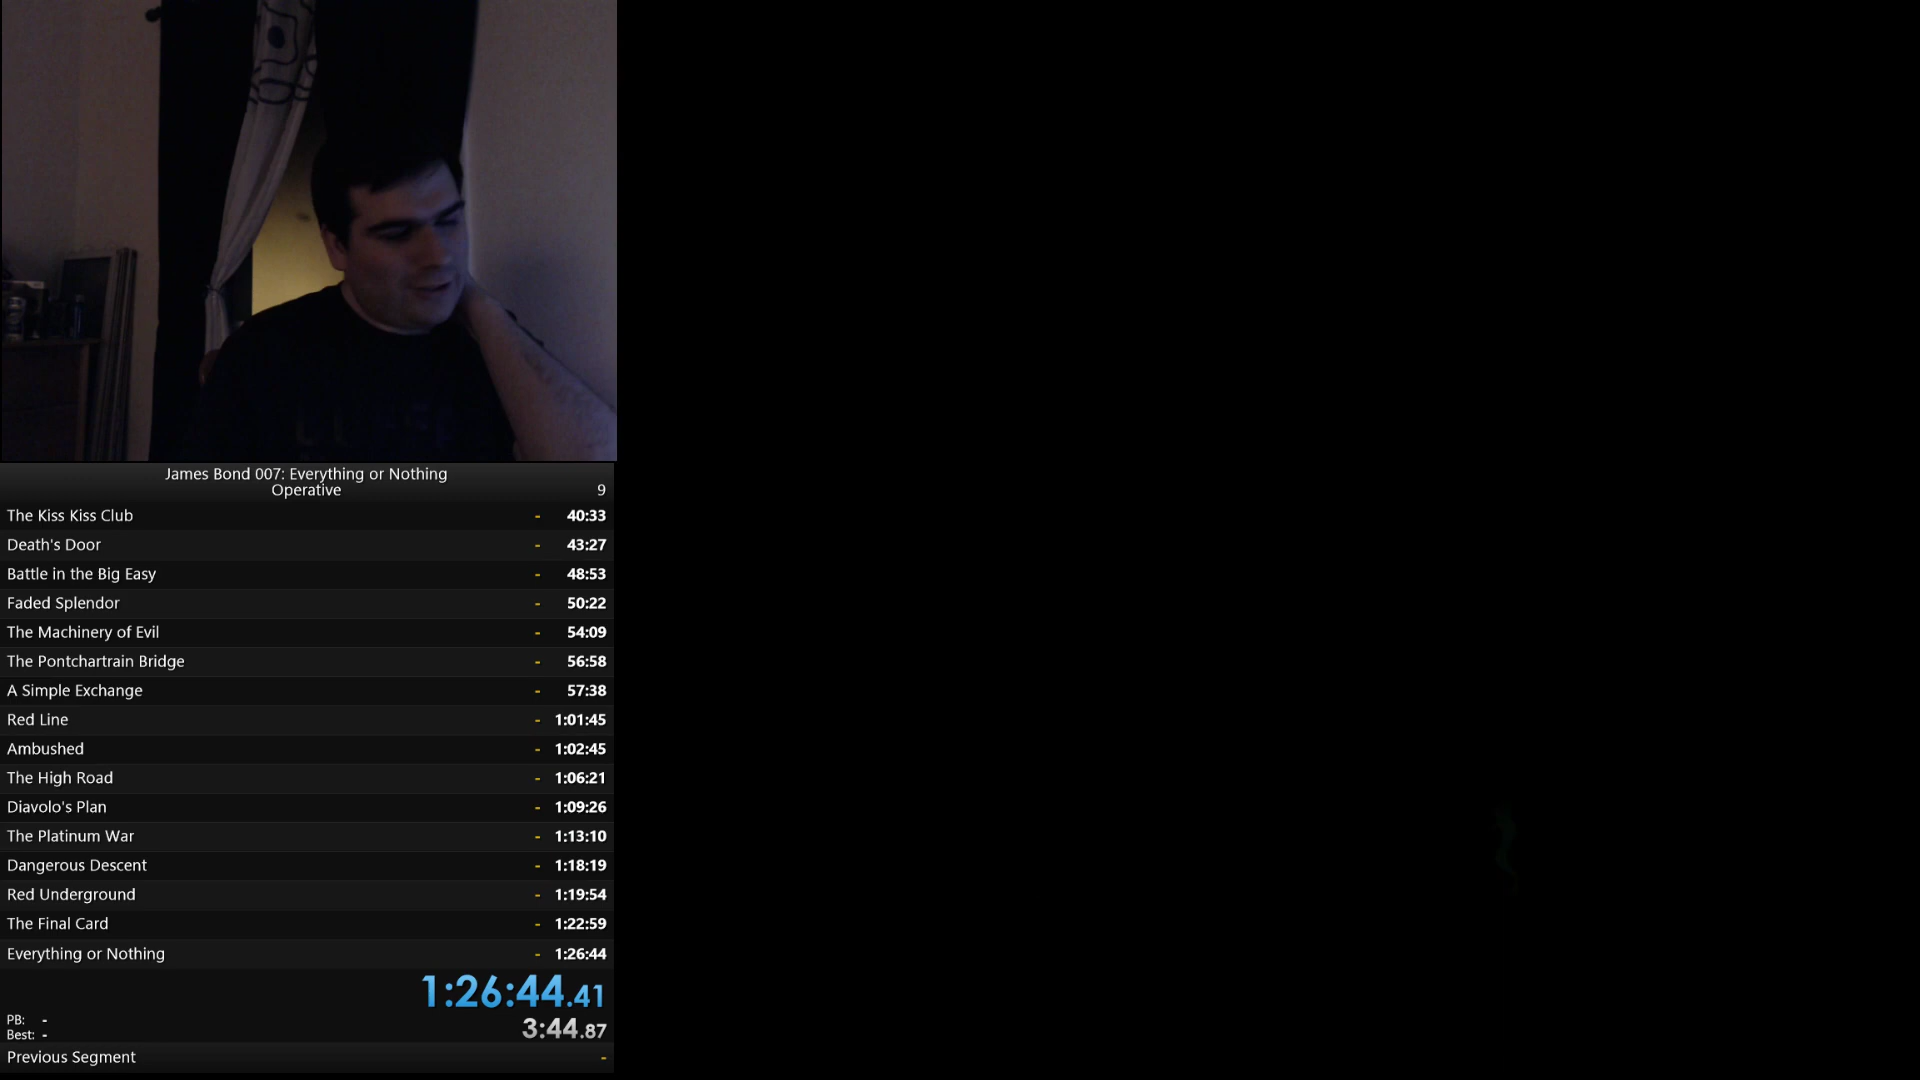 James Bond 007: Everything or Nothing
Operative 9
The Kiss Kiss Club - 40:33
Death's Door - 43:27
Battle in the Big Easy - 48:53
Faded Splendor - 50:22
The Machinery of Evil - 54:09
The Pontchartrain Bridge - 56:58
A Simple Exchange - 57:38
Red Line - 1:01:45
Ambushed - 1:02:45
The High Road - 1:06:21
Diavolo's Plan - 1:09:26
The Platinum War - 1:13:10
Dangerous Descent - 1:18:19
Red Underground - 1:19:54
The Final Card - 1:22:59
Everything or Nothing - 1:26:44
1:26:44.41
PB: -
Best: - 3:44.87
Previous Segment -